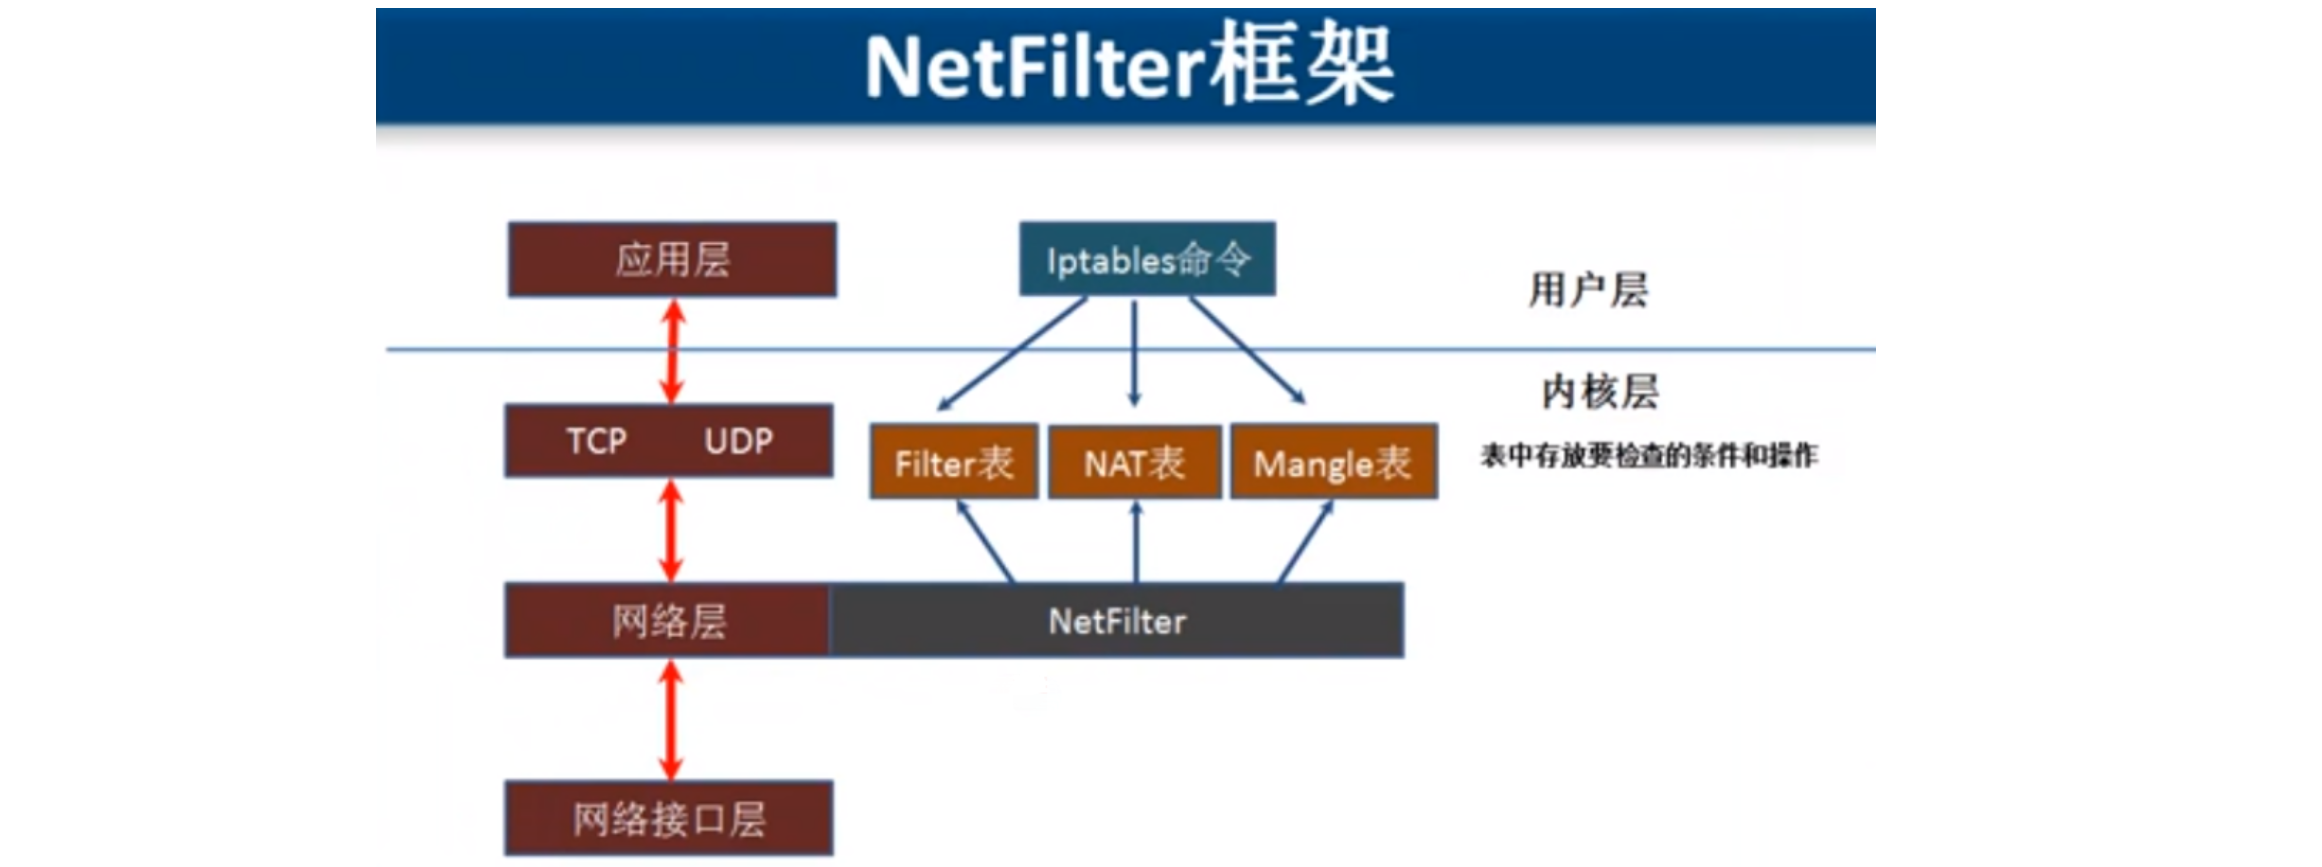 NetFilter框架
应用层
Iptables命令
用户层
内核层
TCP UDP
Filter表
NAT表
Mangle表
表中存放要检查的条件和操作
网络层
NetFilter
网络接口层